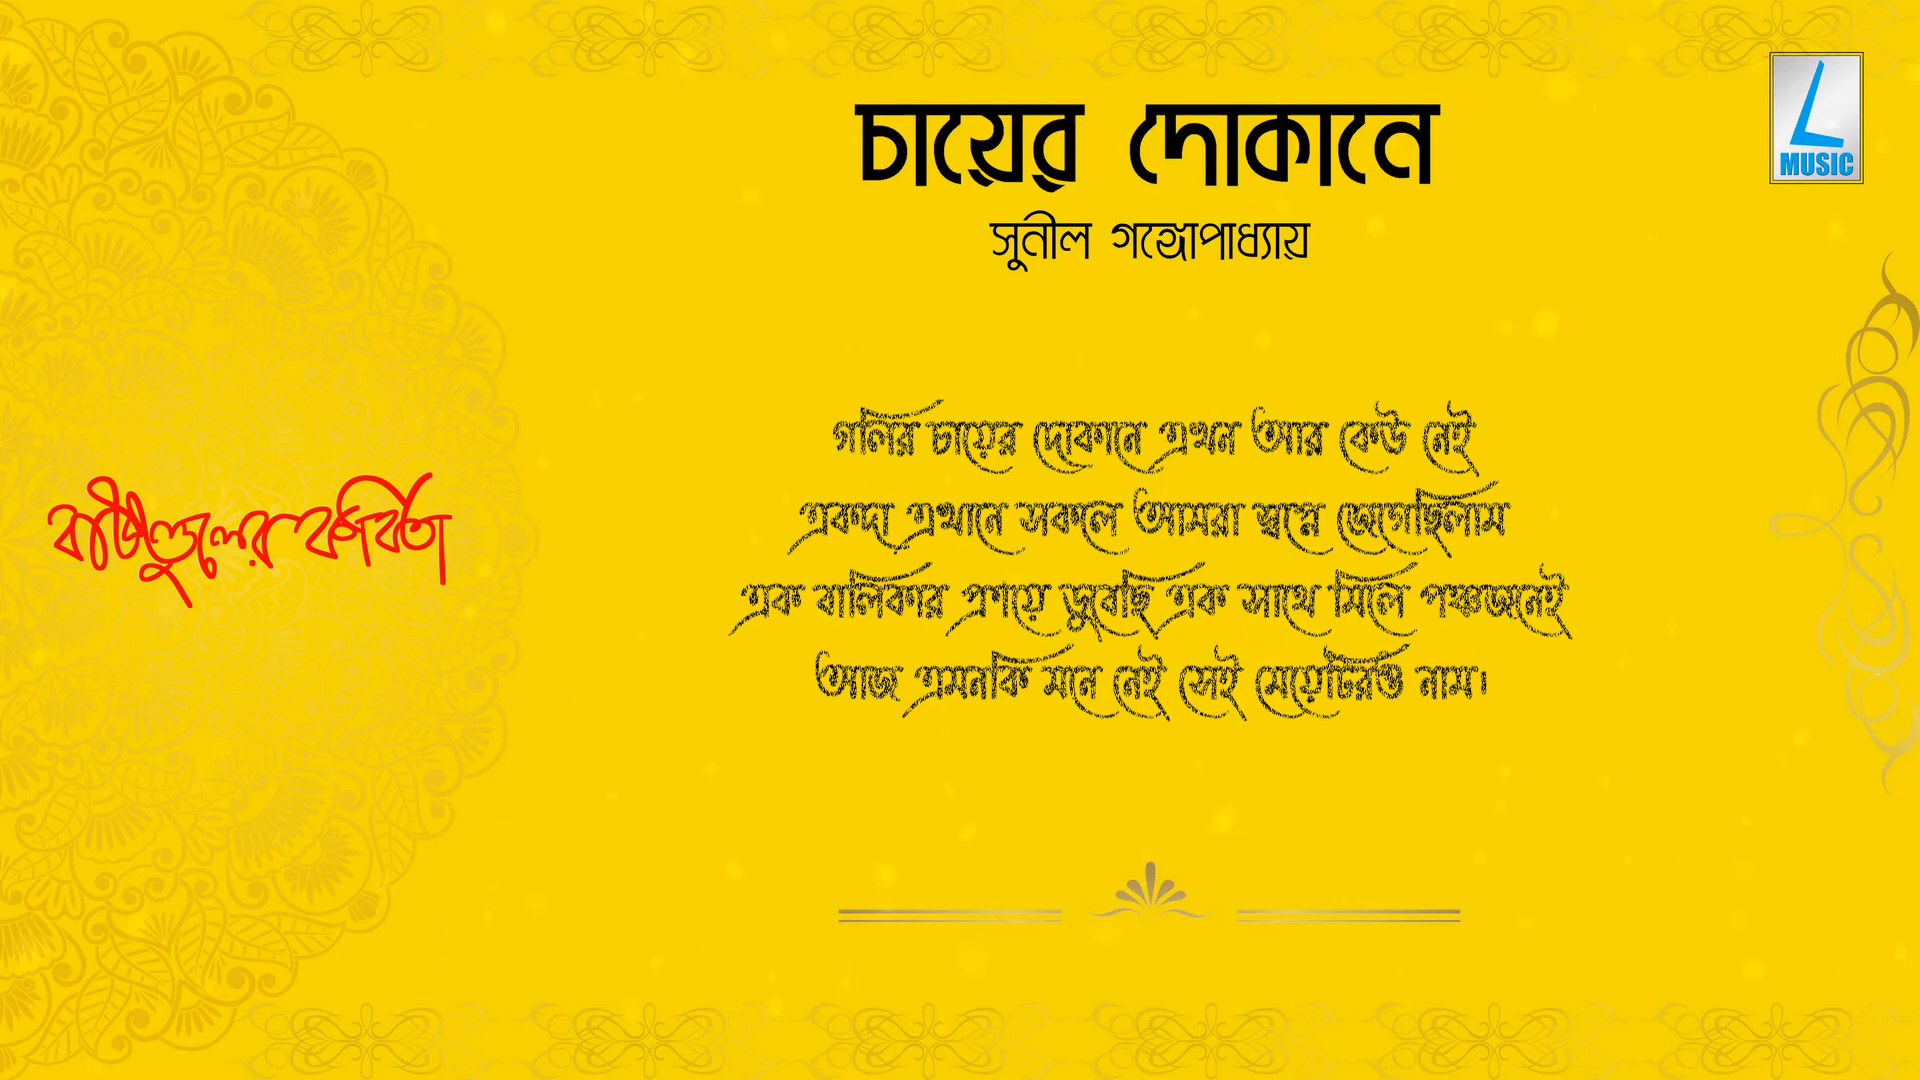 চায়ের দোকানে
সুনীল গঙ্গোপাধ্যায়
L
MUSIC
গলির চায়ের দোকানে এখন আর কেউ নেই
একদা এখানে সকলে আমরা স্বপ্নে জেগেছিলাম
এক বালিকার প্রণয়ে ডুবেছি এক সাথে মিলে পঞ্চজনেই
আজ এমনকি মনে নেই সেই মেয়েটিরও নাম।
বাউন্ডুলের কবিতা